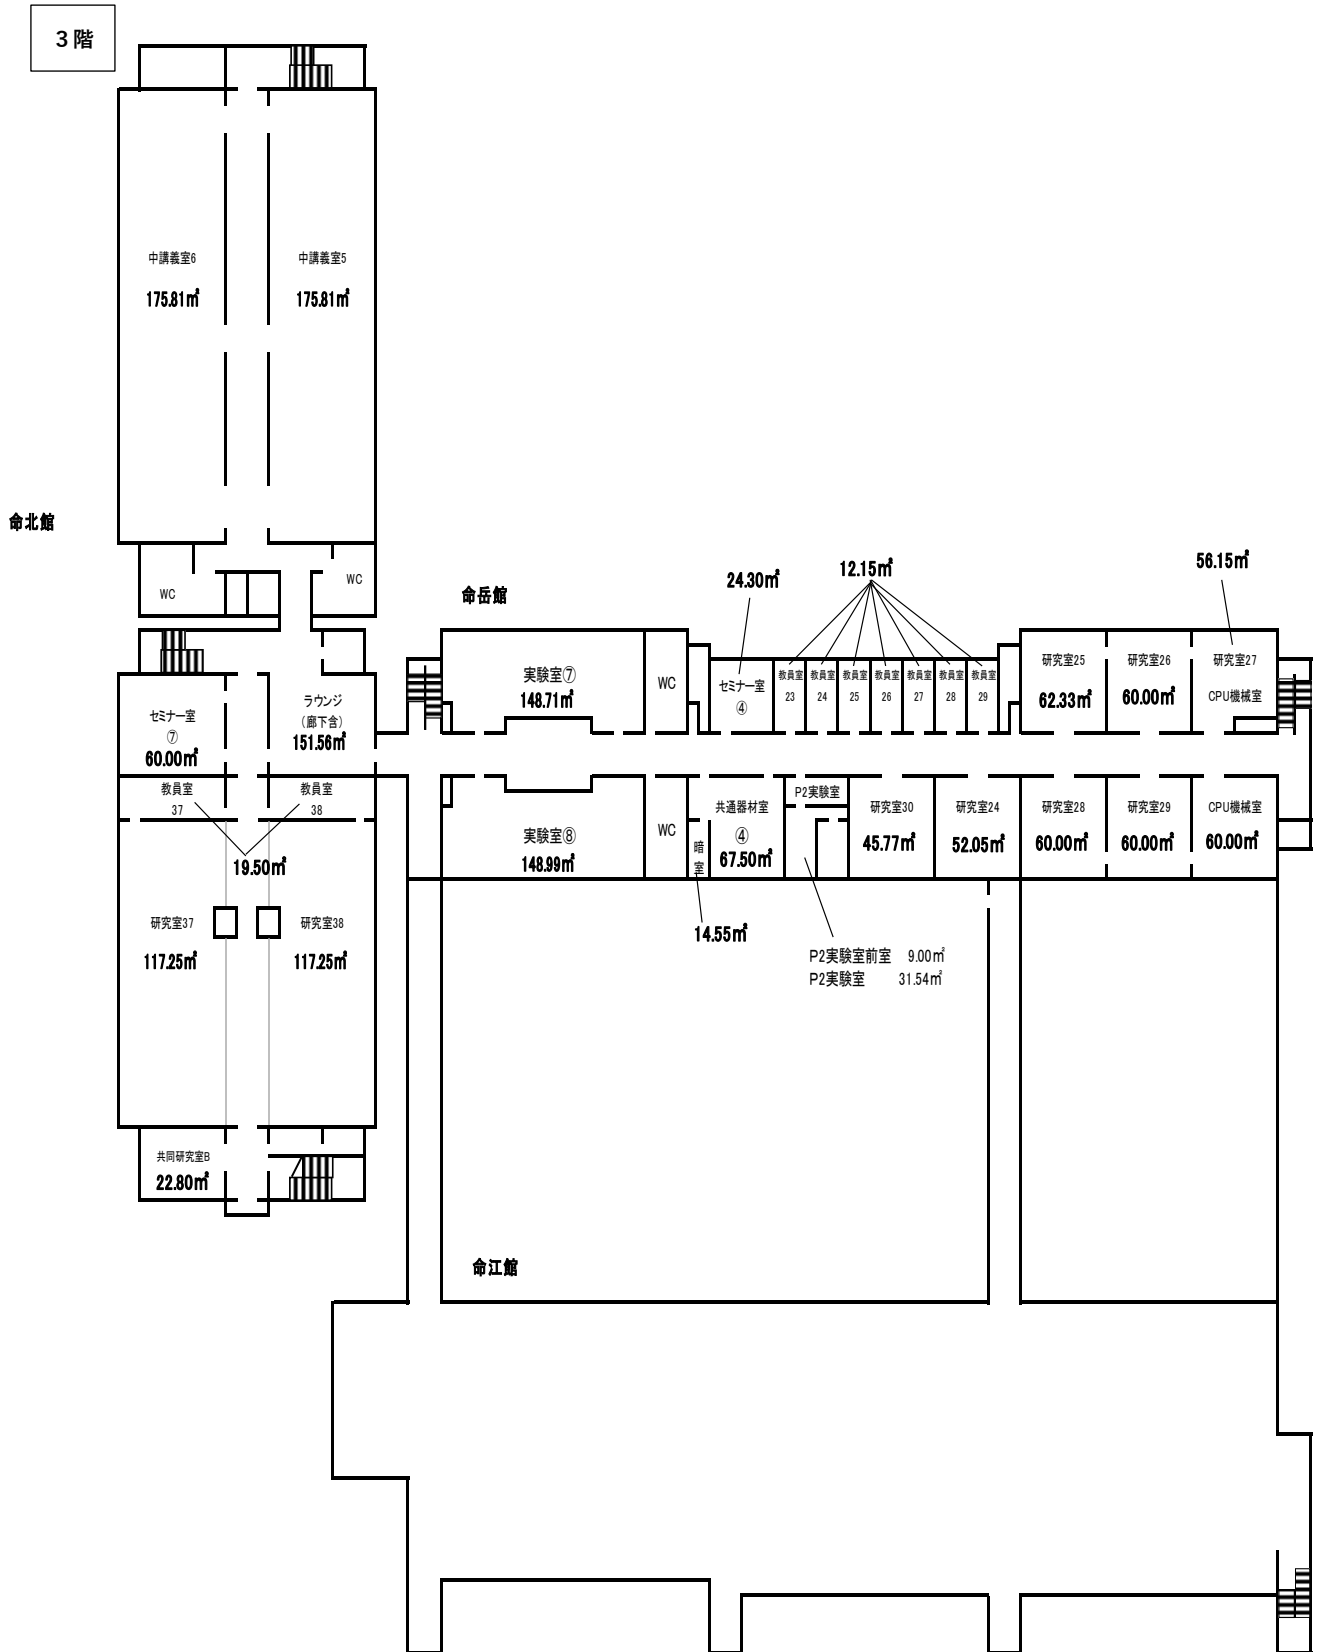 3階
中講義室6
175.81㎡
中講義室5
175.81㎡
命北館
WC
WC
命岳館
24.30㎡
12.15㎡
56.15㎡
セミナー室
⑦
60.00㎡
ラウンジ
（廊下含）
151.56㎡
実験室⑦
148.71㎡
WC
セミナー室
④
教員室
23
教員室
24
教員室
25
教員室
26
教員室
27
教員室
28
教員室
29
研究室25
62.33㎡
研究室26
60.00㎡
研究室27
CPU機械室
教員室
37
教員室
38
19.50㎡
実験室⑧
148.99㎡
WC
暗
室
共通器材室
④
67.50㎡
P2実験室
研究室30
45.77㎡
研究室24
52.05㎡
研究室28
60.00㎡
研究室29
60.00㎡
CPU機械室
60.00㎡
14.55㎡
P2実験室前室 9.00㎡
P2実験室 31.54㎡
研究室37
117.25㎡
研究室38
117.25㎡
共同研究室B
22.80㎡
命江館